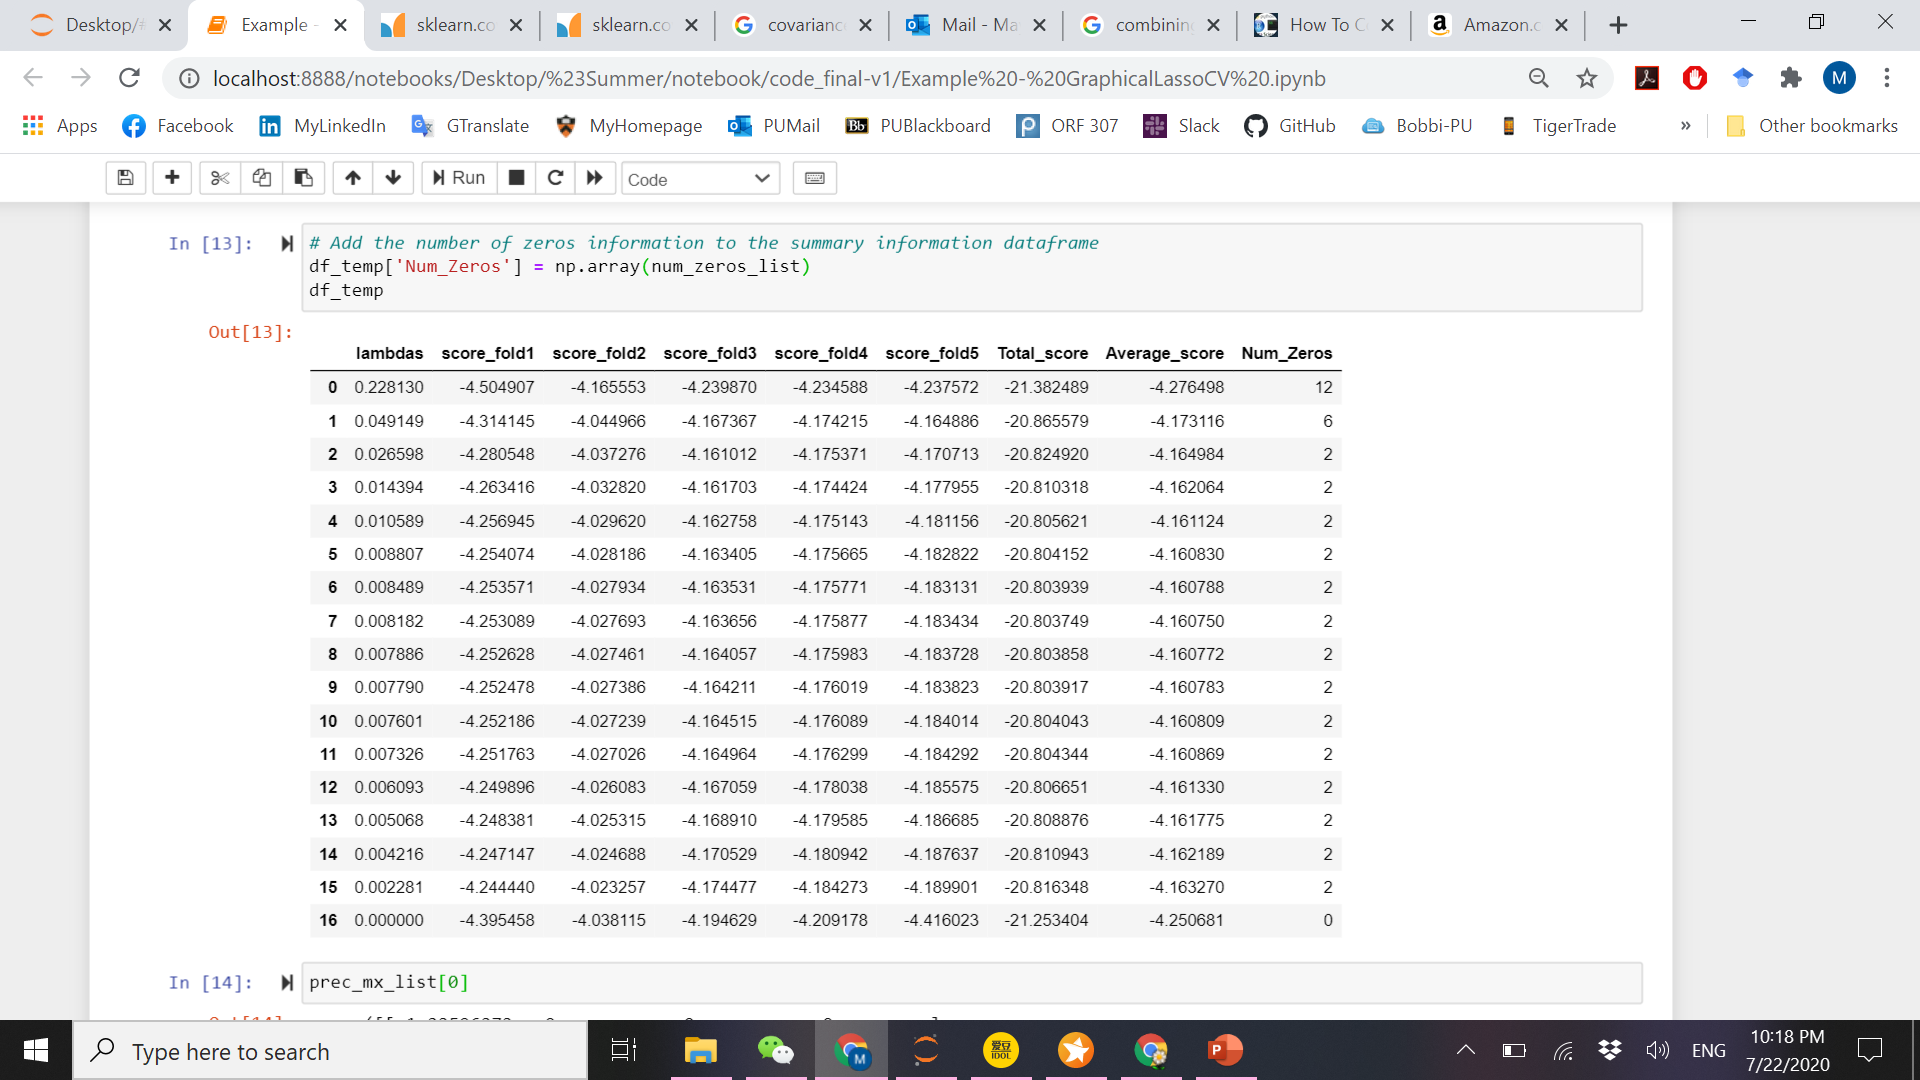 Desktop/#
Example -
sklearn.co
sklearn.co
covariance
Mail - Ma
combining
How To C
Amazon.c
localhost:8888/notebooks/Desktop/%23Summer/notebook/code_final-v1/Example%20-%20GraphicalLassoCV%20.ipynb
M
Apps Facebook MyLinkedIn GTranslate MyHomepage PUMail PUBlackboard ORF 307 Slack GitHub Bobbi-PU TigerTrade » Other bookmarks
Run Code
In [13]:
# Add the number of zeros information to the summary information dataframe
df_temp['Num_Zeros'] = np.array(num_zeros_list)
df_temp
Out[13]:
lambdas score_fold1 score_fold2 score_fold3 score_fold4 score_fold5 Total_score Average_score Num_Zeros
0 0.228130 -4.504907 -4.165553 -4.239870 -4.234588 -4.237572 -21.382489 -4.276498 12
1 0.049149 -4.314145 -4.044966 -4.167367 -4.174215 -4.164886 -20.865579 -4.173116 6
2 0.026598 -4.280548 -4.037276 -4.161012 -4.175371 -4.170713 -20.824920 -4.164984 2
3 0.014394 -4.263416 -4.032820 -4.161703 -4.174424 -4.177955 -20.810318 -4.162064 2
4 0.010589 -4.256945 -4.029620 -4.162758 -4.175143 -4.181156 -20.805621 -4.161124 2
5 0.008807 -4.254074 -4.028186 -4.163405 -4.175665 -4.182822 -20.804152 -4.160830 2
6 0.008489 -4.253571 -4.027934 -4.163531 -4.175771 -4.183131 -20.803939 -4.160788 2
7 0.008182 -4.253089 -4.027693 -4.163656 -4.175877 -4.183434 -20.803749 -4.160750 2
8 0.007886 -4.252628 -4.027461 -4.164057 -4.175983 -4.183728 -20.803858 -4.160772 2
9 0.007790 -4.252478 -4.027386 -4.164211 -4.176019 -4.183823 -20.803917 -4.160783 2
10 0.007601 -4.252186 -4.027239 -4.164515 -4.176089 -4.184014 -20.804043 -4.160809 2
11 0.007326 -4.251763 -4.027026 -4.164964 -4.176299 -4.184292 -20.804344 -4.160869 2
12 0.006093 -4.249896 -4.026083 -4.167059 -4.178038 -4.185575 -20.806651 -4.161330 2
13 0.005068 -4.248381 -4.025315 -4.168910 -4.179585 -4.186685 -20.808876 -4.161775 2
14 0.004216 -4.247147 -4.024688 -4.170529 -4.180942 -4.187637 -20.810943 -4.162189 2
15 0.002281 -4.244440 -4.023257 -4.174477 -4.184273 -4.189901 -20.816348 -4.163270 2
16 0.000000 -4.395458 -4.038115 -4.194629 -4.209178 -4.416023 -21.253404 -4.250681 0
In [14]:
prec_mx_list[0]
Type here to search
爱豆
IDOL
ENG
10:18 PM
7/22/2020